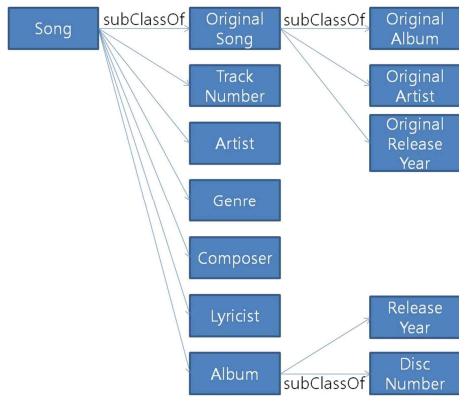 Song
subClassOf
Original
Song
subClassOf
Original
Album
Track
Number
Original
Artist
Artist
Original
Release
Year
Genre
Composer
Lyricist
Release
Year
Album
subClassOf
Disc
Number